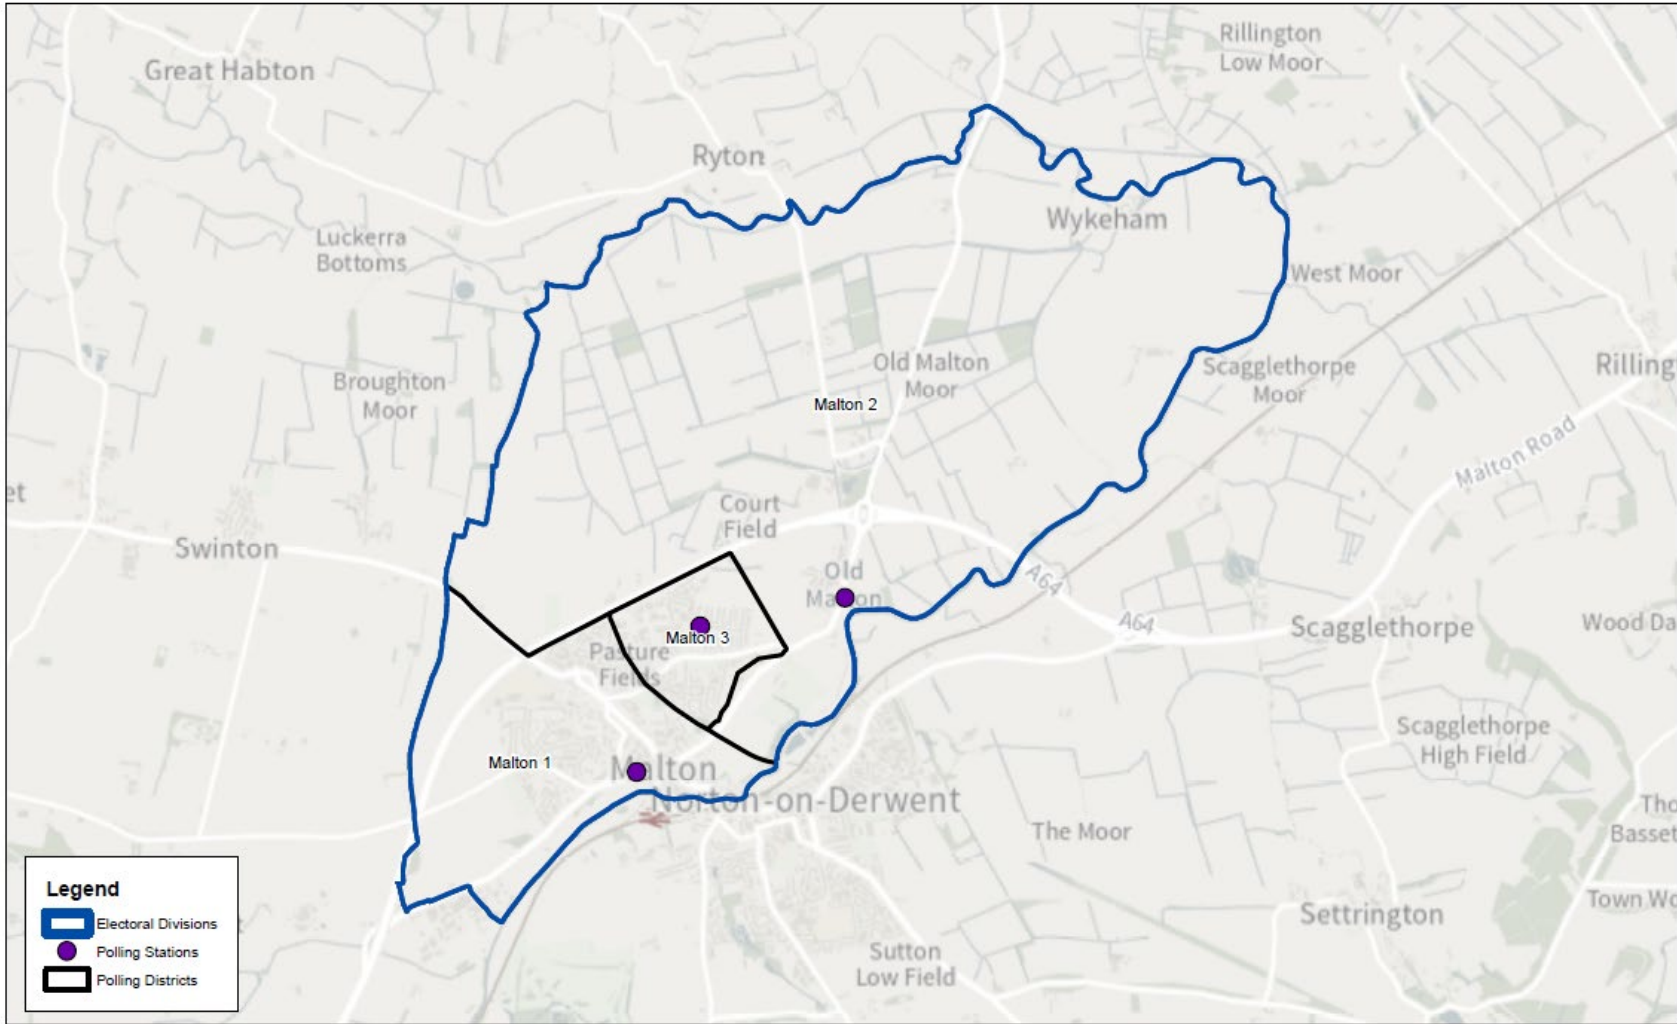 Rillington
Low Moor
Great Habton
Ryton
Wykeham
Luckerra
Bottoms
West Moor
Old Malton
Moor
Scagglethorpe
Moor
Rilling
Broughton
Moor
Malton 2
Malton Road
et
Court
Field
Swinton
Old
Malton
A64
A64
Scagglethorpe
Wood Da
Malton 3
Pasture
Fields
Scagglethorpe
High Field
Malton 1
Malton
Norton-on-Derwent
The Moor
Tho
Basset
Legend
Electoral Divisions
Polling Stations
Polling Districts
t
Settrington
Town Wo
Sutton
Low Field